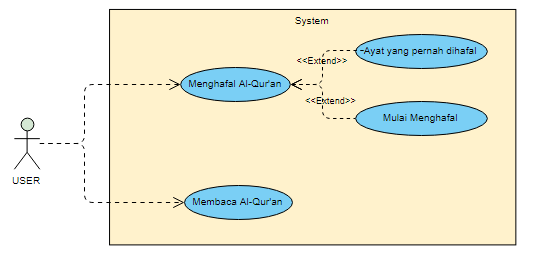 System
~Ayat yang pernah dihafal
<<Extend>>
Menghafal Al-Qur'an
<<Extend>>
Mulai Menghafal
USER
Membaca Al-Qur'an